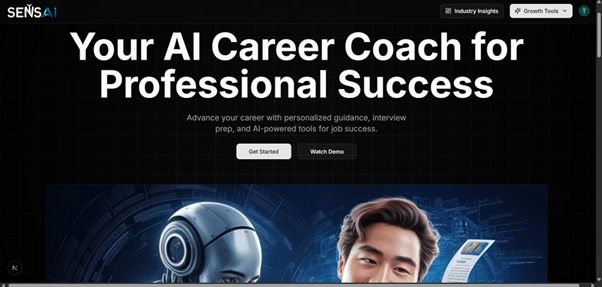 SENSAi
Industry Insights
Growth Tools
T
Your AI Career Coach for
Professional Success
Advance your career with personalized guidance, interview
prep, and AI-powered tools for job success.
Get Started
Watch Demo
N